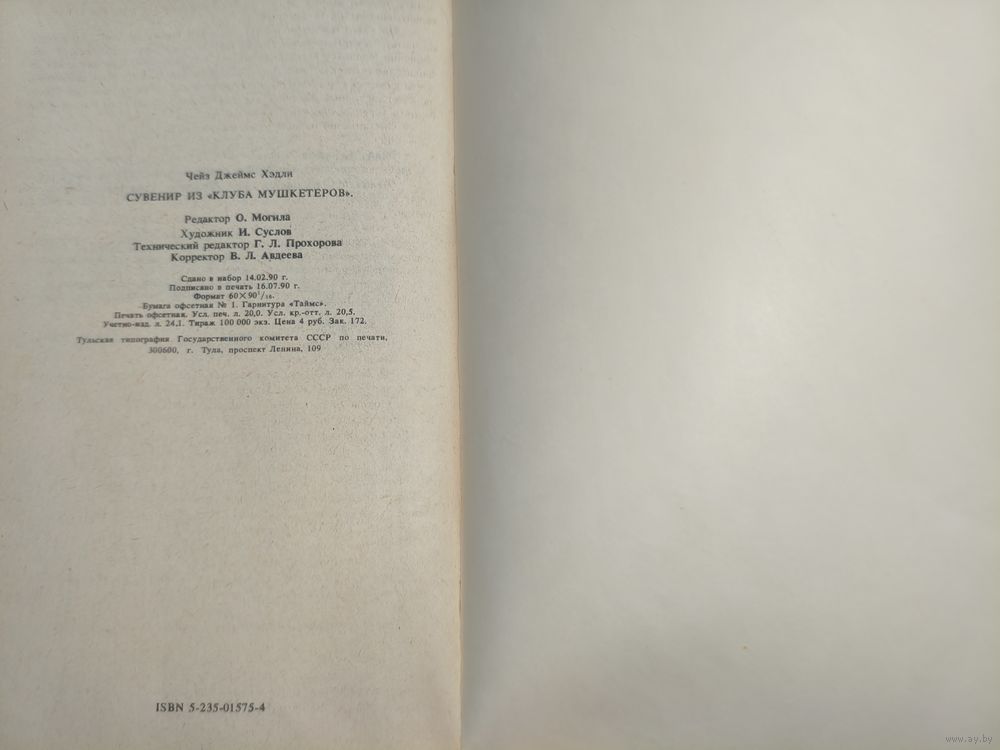 Чейз Джеймс Хэдли
СУВЕНИР ИЗ «КЛУБА МУШКЕТЕРОВ».
Редактор О. Могила
Художник И. Суслов
Технический редактор Г. Л. Прохорова
Корректор В. Л. Авдеева
Сдано в набор 14.02.90 г.
Подписано в печать 16.07.90 г.
Формат 60×90¹/₁₆.
Бумага офсетная № 1. Гарнитура «Таймс».
Печать офсетная. Усл. печ. л. 20,0. Усл. кр.-отт. л. 20,5.
Учетно-изд. л. 24,1. Тираж 100 000 экз. Цена 4 руб. Зак. 172.
Тульская типография Государственного комитета СССР по печати,
300600, г. Тула, проспект Ленина, 109
ISBN 5-235-01575-4
www.ay.by